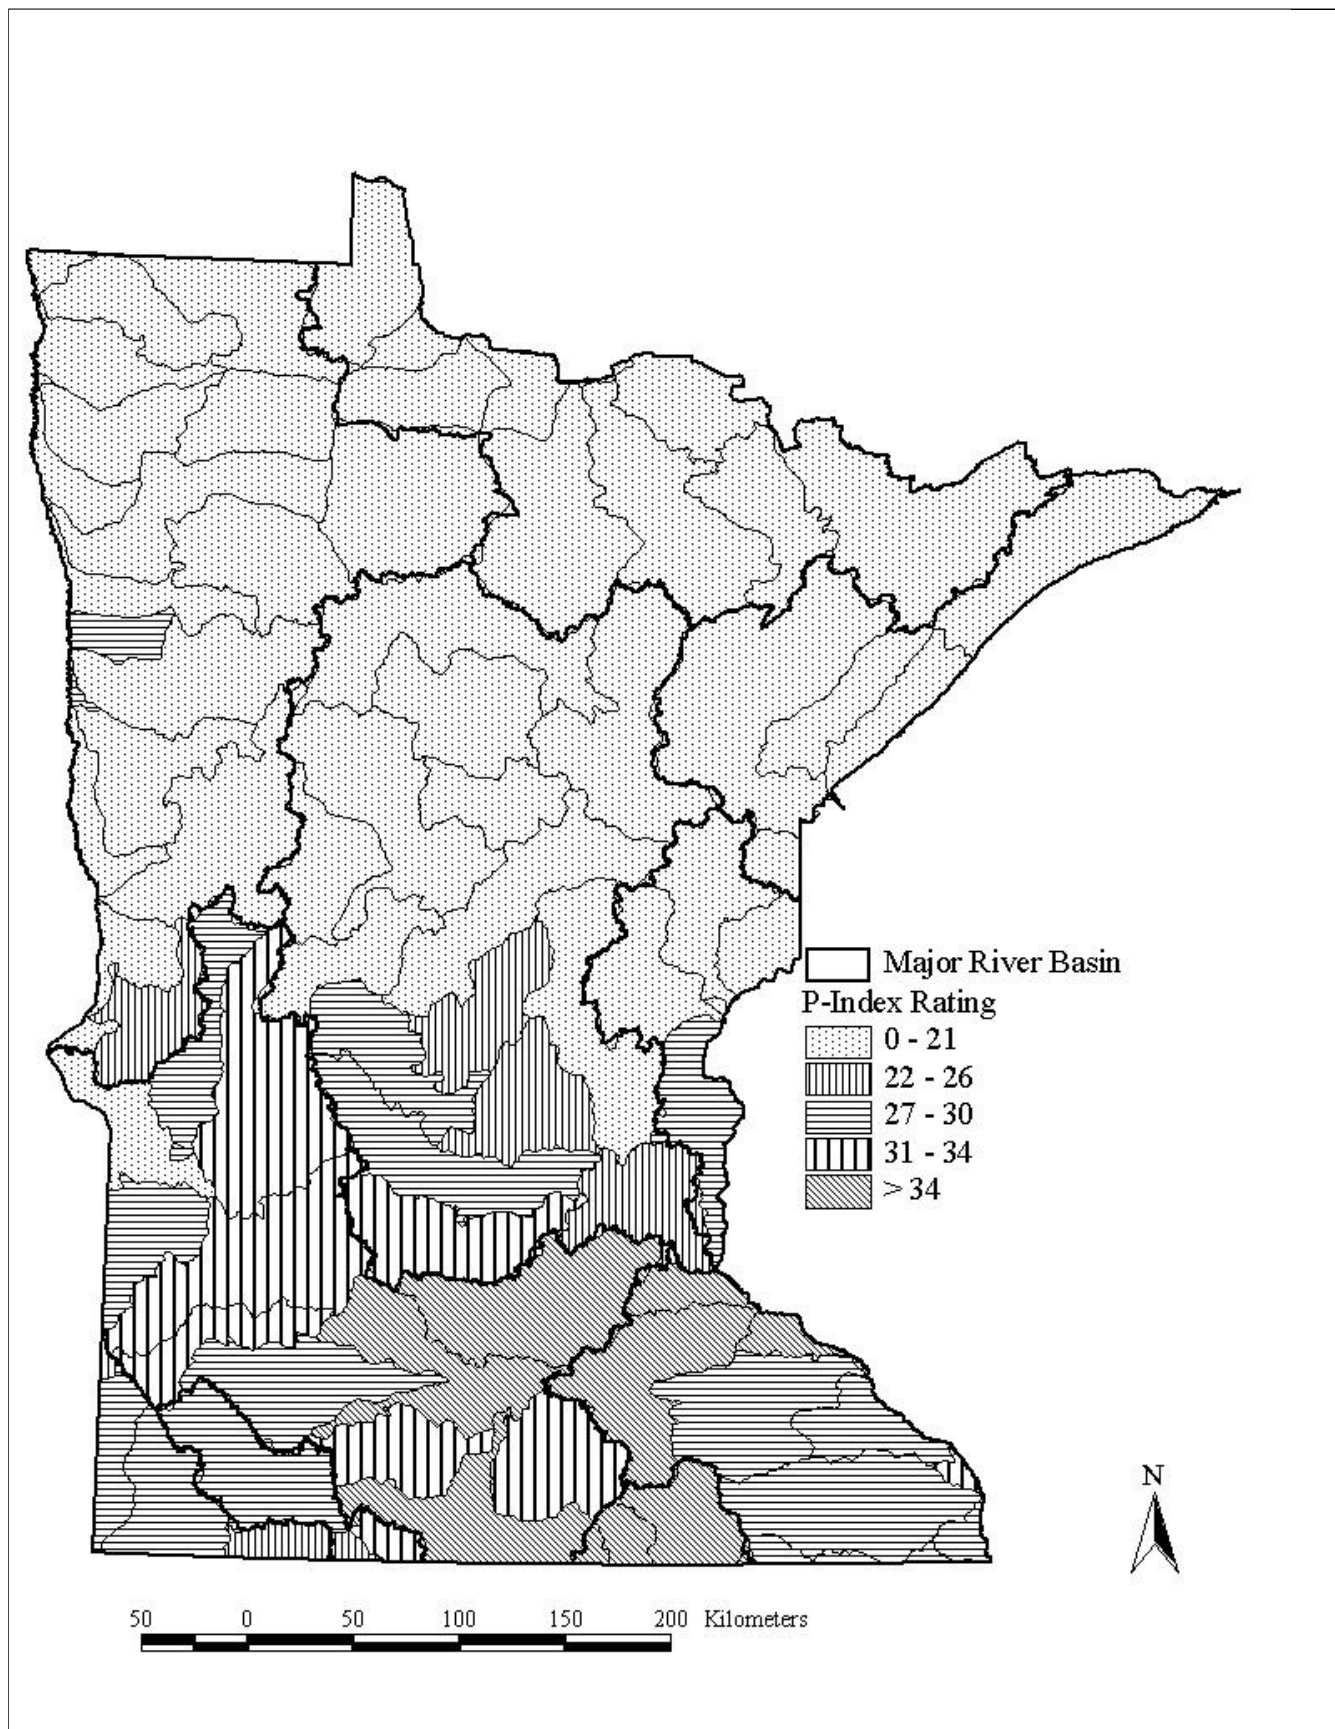 Major River Basin
P-Index Rating
0 - 21
22 - 26
27 - 30
31 - 34
> 34
N
50 0 50 100 150 200 Kilometers